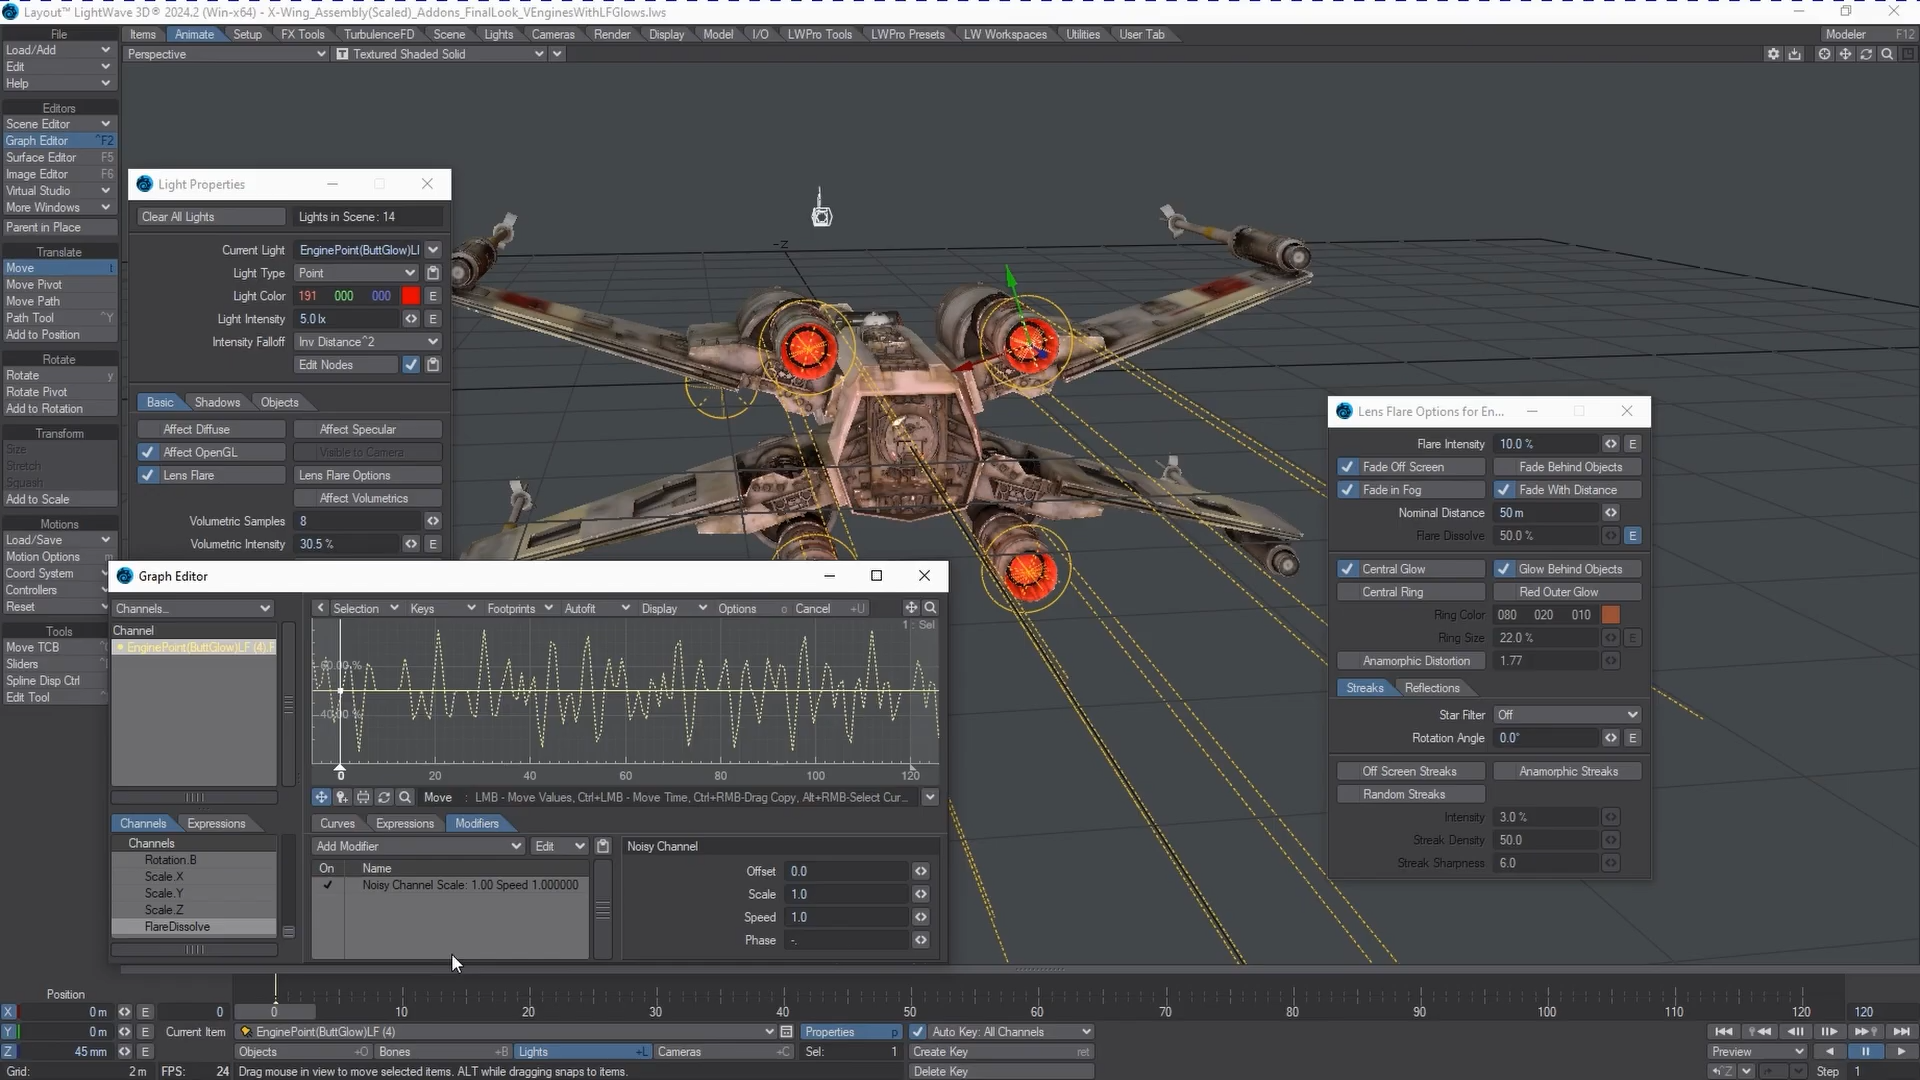 Layout™ LightWave 3D® 2024.2 (Win-x64) - X-Wing_Assembly(Scaled)_Addons_FinalLook_VEnginesWithLFGlows.lws
File Items Animate Setup FX Tools TurbulenceFD Scene Lights Cameras Render Display Model I/O LWPro Tools LWPro Presets LW Workspaces Utilities User Tab Modeler F12
Load/Add Perspective Textured Shaded Solid
Edit
Help
Editors
Scene Editor
Graph Editor ^F2
Surface Editor F5
Image Editor F6
Virtual Studio
More Windows
Parent in Place
Translate
Move
Move Pivot
Move Path
Path Tool ^Y
Add to Position
Rotate
Rotate y
Rotate Pivot
Add to Rotation
Transform
Size
Stretch
Squash
Add to Scale
Motions
Load/Save
Motion Options m
Coord System
Controllers
Reset
Tools
Move TCB
Sliders
Spline Disp Ctrl
Edit Tool
Light Properties
Clear All Lights Lights in Scene: 14
Current Light EnginePoint(ButtGlow)LI
Light Type Point
Light Color 191 000 000 E
Light Intensity 5.0 lx E
Intensity Falloff Inv Distance^2
Edit Nodes
Basic Shadows Objects
Affect Diffuse Affect Specular
Affect OpenGL Visible to Camera
Lens Flare Lens Flare Options
Affect Volumetrics
Volumetric Samples 8
Volumetric Intensity 30.5 % E
-Z
Lens Flare Options for En...
Flare Intensity 10.0 % E
Fade Off Screen Fade Behind Objects
Fade in Fog Fade With Distance
Nominal Distance 50 m
Flare Dissolve 50.0 % E
Central Glow Glow Behind Objects
Central Ring Red Outer Glow
Ring Color 080 020 010
Ring Size 22.0 % E
Anamorphic Distortion 1.77
Streaks Reflections
Star Filter Off
Rotation Angle 0.0° E
Off Screen Streaks Anamorphic Streaks
Random Streaks
Intensity 3.0 %
Streak Density 50.0
Streak Sharpness 6.0
Graph Editor
Channels... Selection Keys Footprints Autofit Display Options o Cancel +U
Channel 1 : Sel
EnginePoint(ButtGlow)LF (4).F
60.00 %
40.00 %
0 20 40 60 80 100 120
Move : LMB - Move Values, Ctrl+LMB - Move Time, Ctrl+RMB-Drag Copy, Alt+RMB-Select Cur...
Channels Expressions Curves Expressions Modifiers
Channels
Rotation.B
Scale.X
Scale.Y
Scale.Z
FlareDissolve
Add Modifier Edit Noisy Channel
On Name
Noisy Channel Scale: 1.00 Speed 1.000000
Offset 0.0
Scale 1.0
Speed 1.0
Phase -.
Position
X 0 m E 0 0 10 20 30 40 50 60 70 80 90 100 110 120 120
Y 0 m E Current Item EnginePoint(ButtGlow)LF (4) Properties p Auto Key: All Channels
Z 45 mm E Objects +O Bones +B Lights +L Cameras +C Sel: 1 Create Key ret Preview
Grid: 2 m FPS: 24 Drag mouse in view to move selected items. ALT while dragging snaps to items. Delete Key Step 1